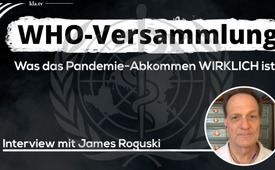 kla.tv
WHO-Versammlung
Was das Pandemie-Abkommen WIRKLICH ist
Interview mit James Roguski